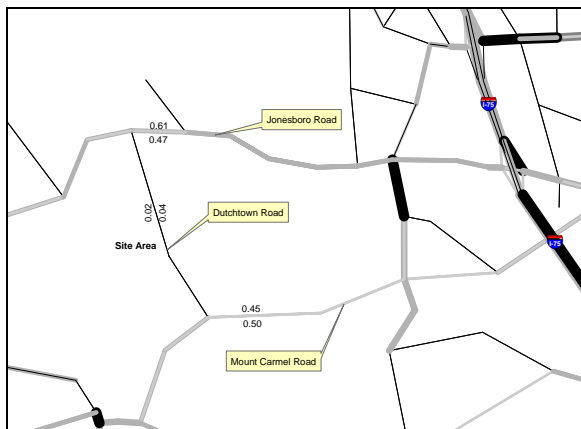 I-75
Jonesboro Road
0.61
0.47
0.02
0.04
Dutchtown Road
Site Area
I-75
0.45
0.50
Mount Carmel Road